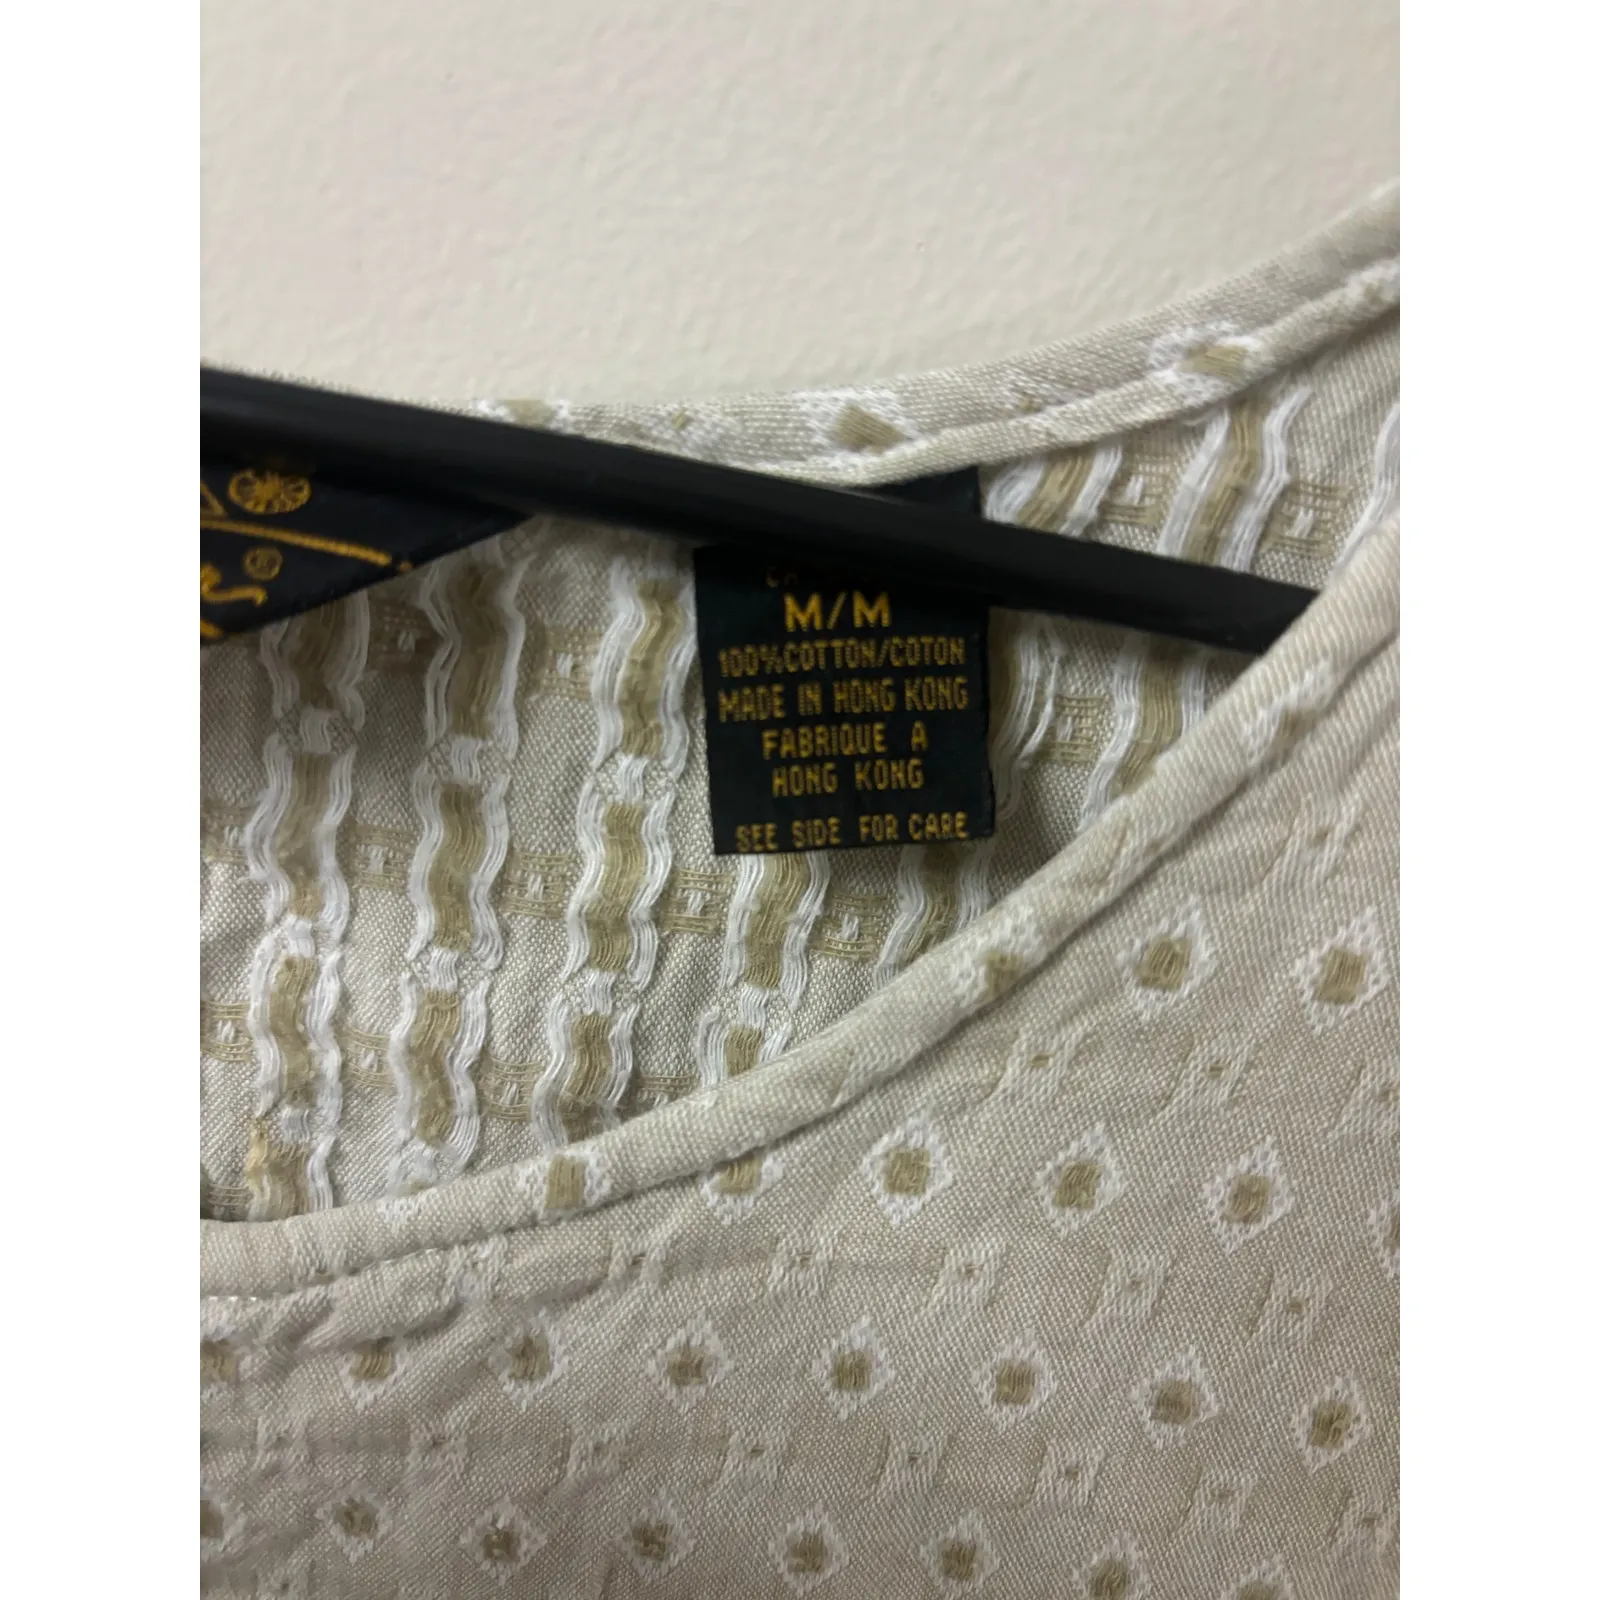 M/M
100%COTTON/COTON
MADE IN HONG KONG
FABRIQUE A
HONG KONG
SEE SIDE FOR CARE